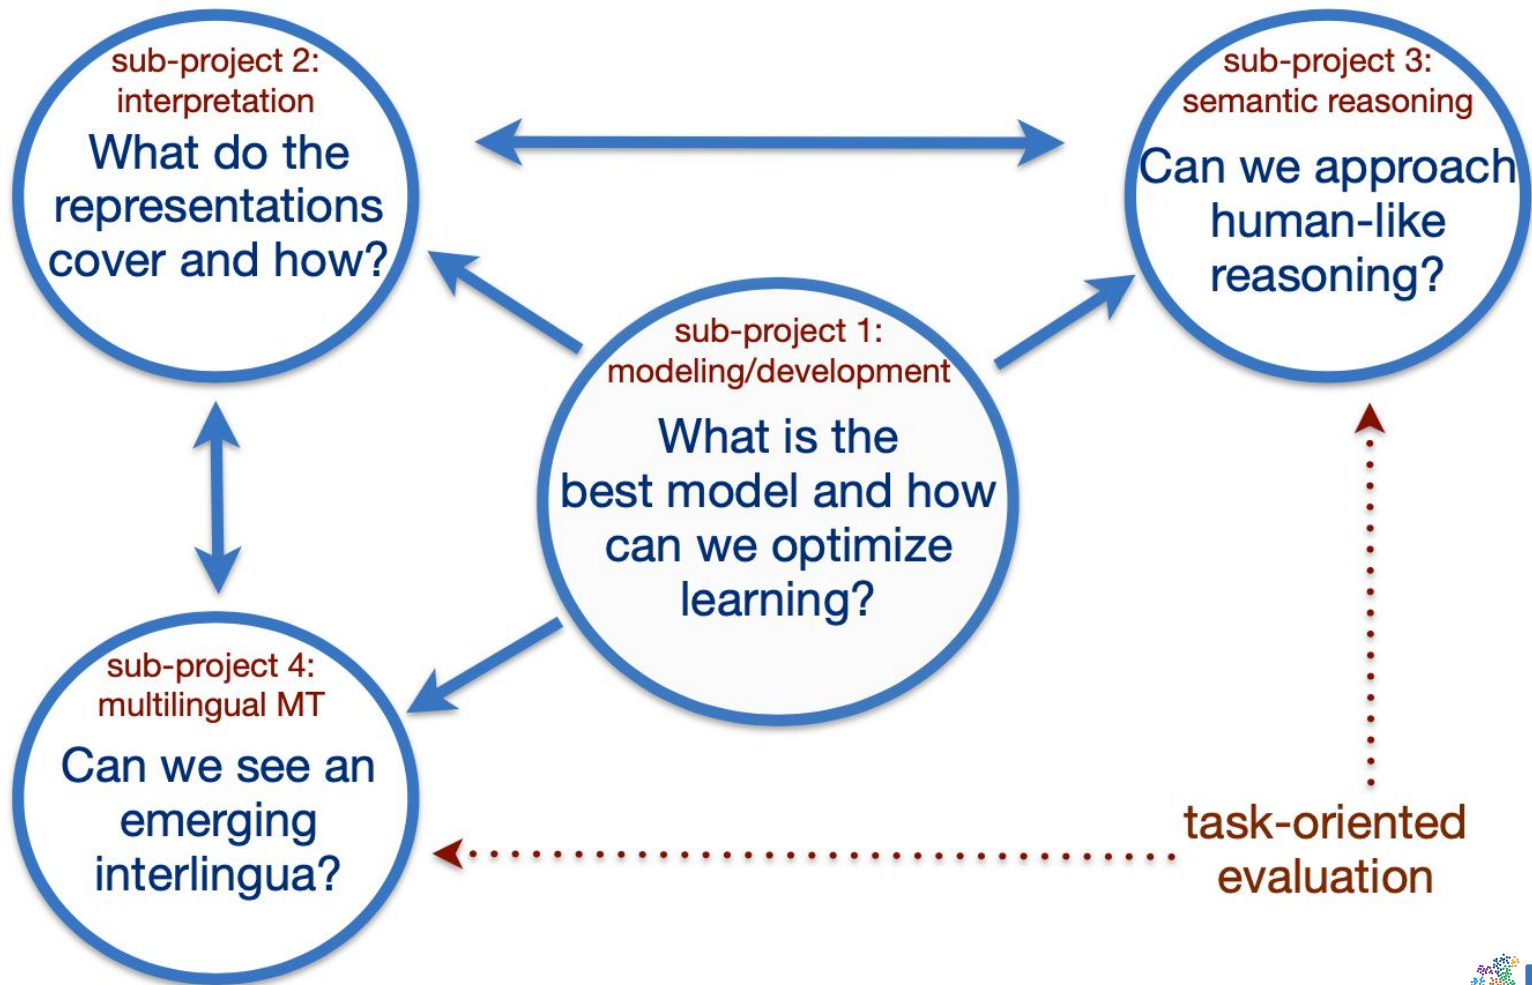 sub-project 2:
interpretation
What do the
representations
cover and how?
sub-project 3:
semantic reasoning
Can we approach
human-like
reasoning?
sub-project 1:
modeling/development
What is the
best model and how
can we optimize
learning?
sub-project 4:
multilingual MT
Can we see an
emerging
interlingua?
task-oriented
evaluation